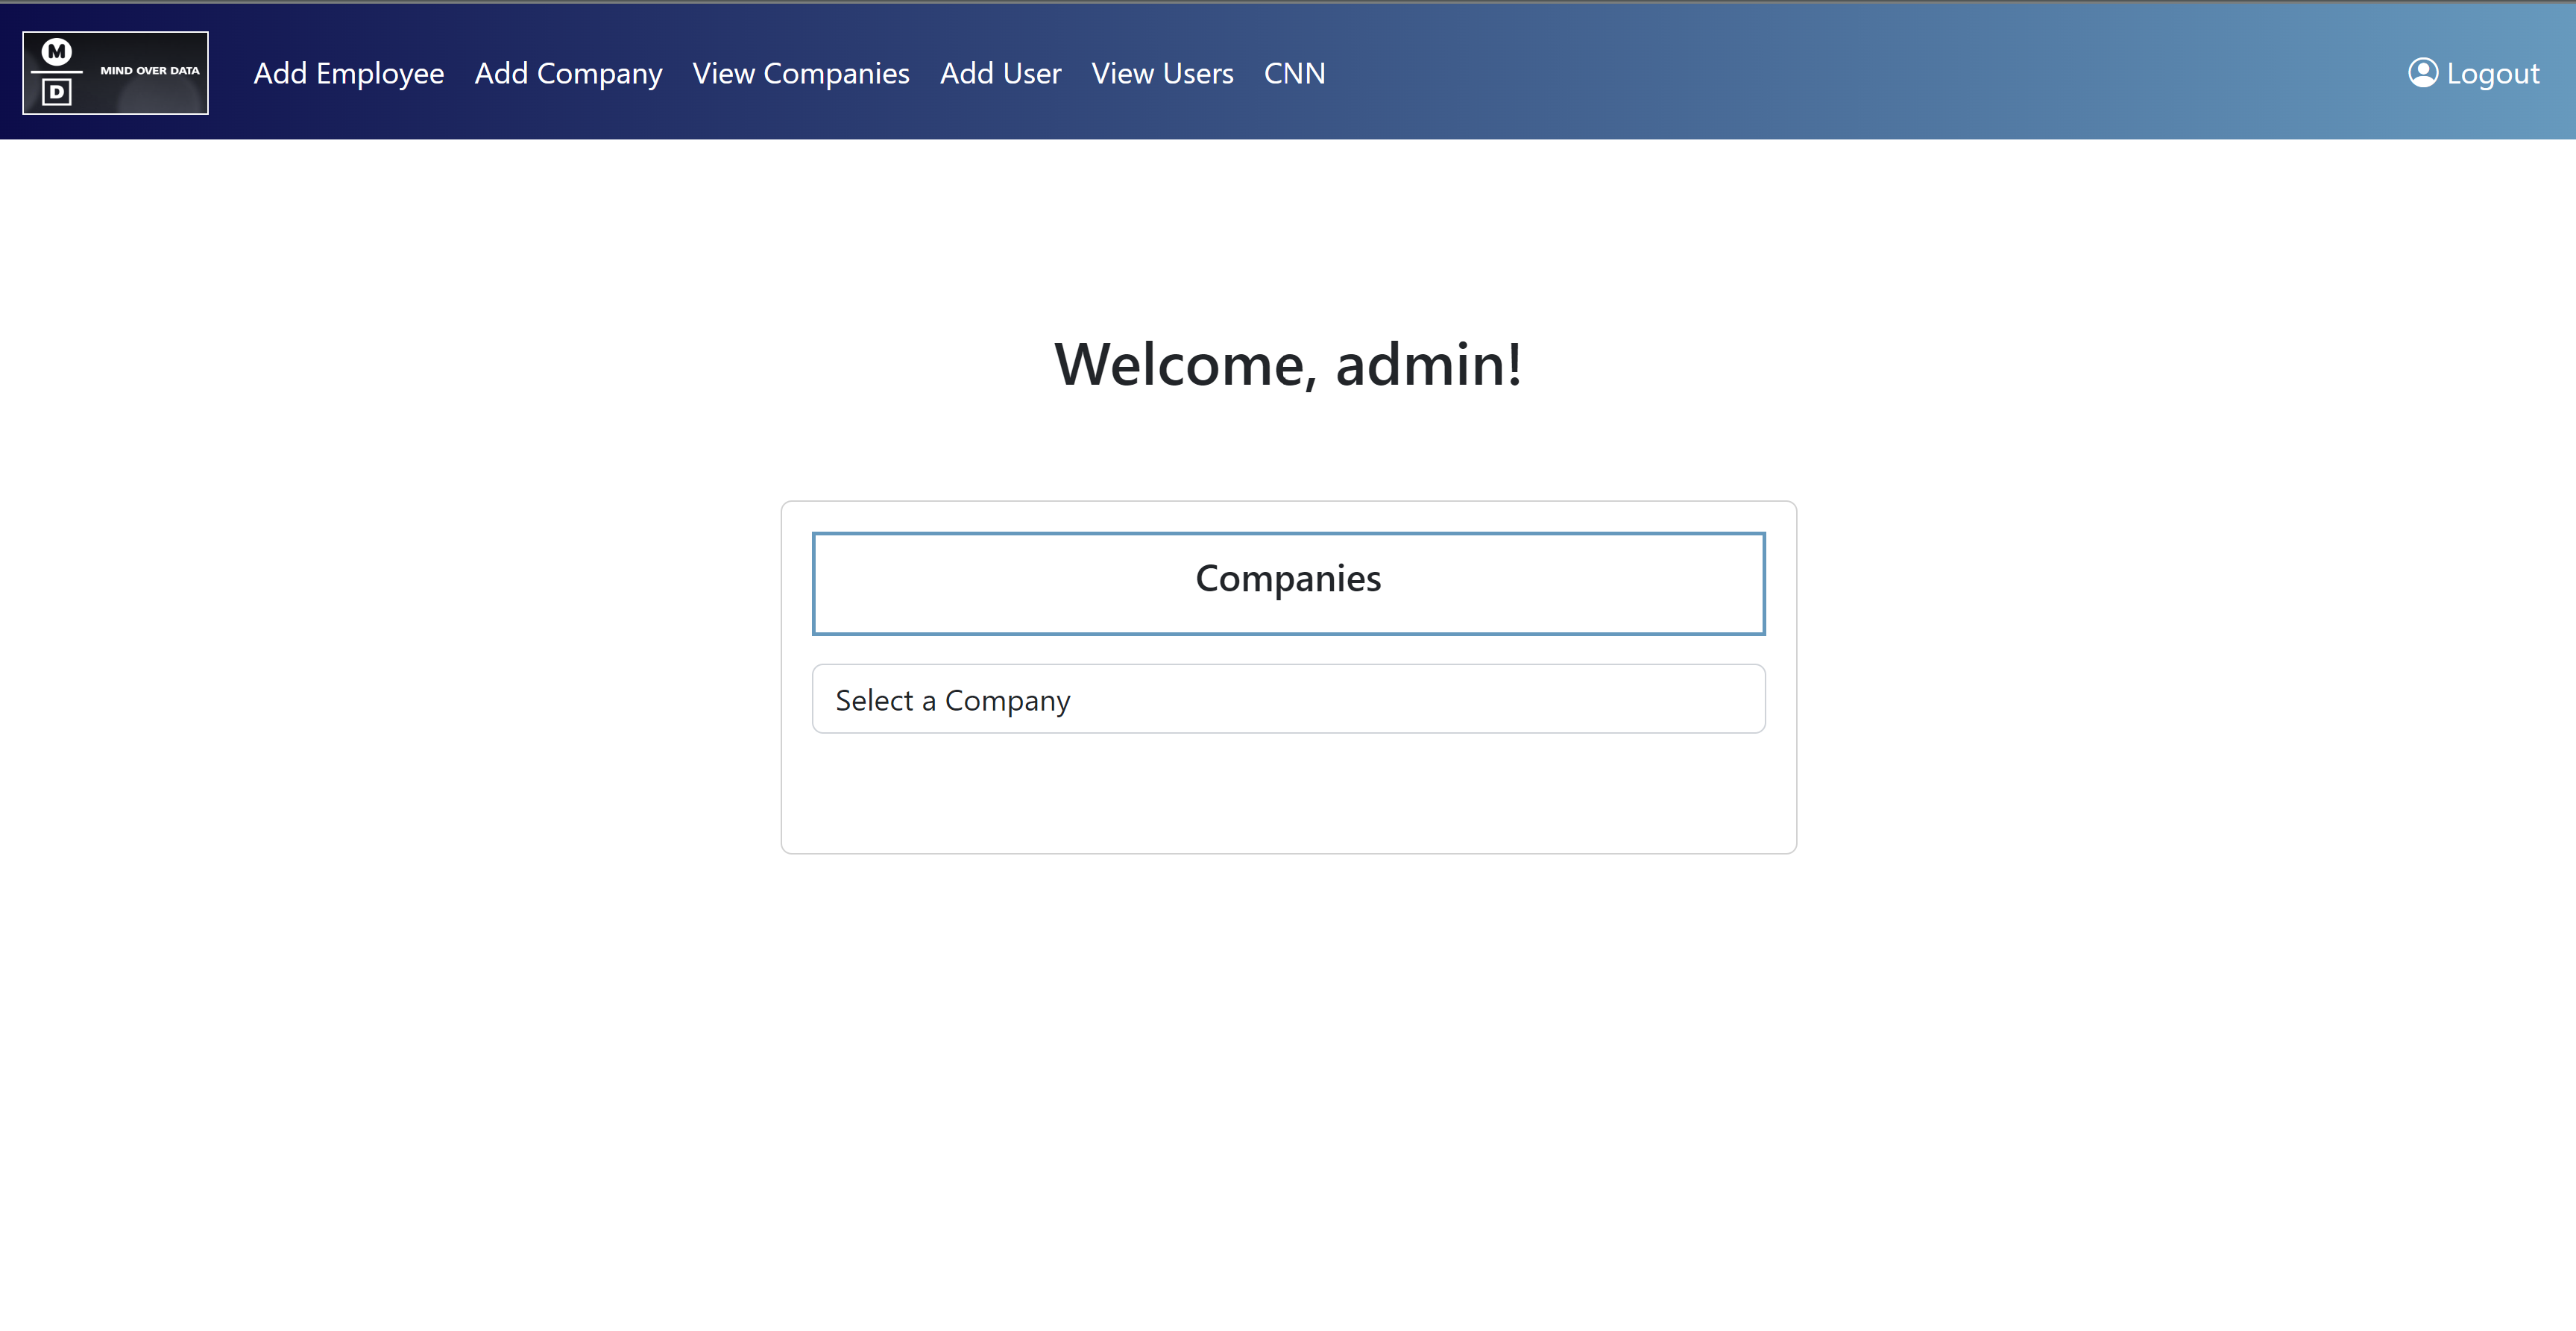 M
D
MIND OVER DATA
Add Employee Add Company View Companies Add User View Users CNN Logout
Welcome, admin!
Companies
Select a Company